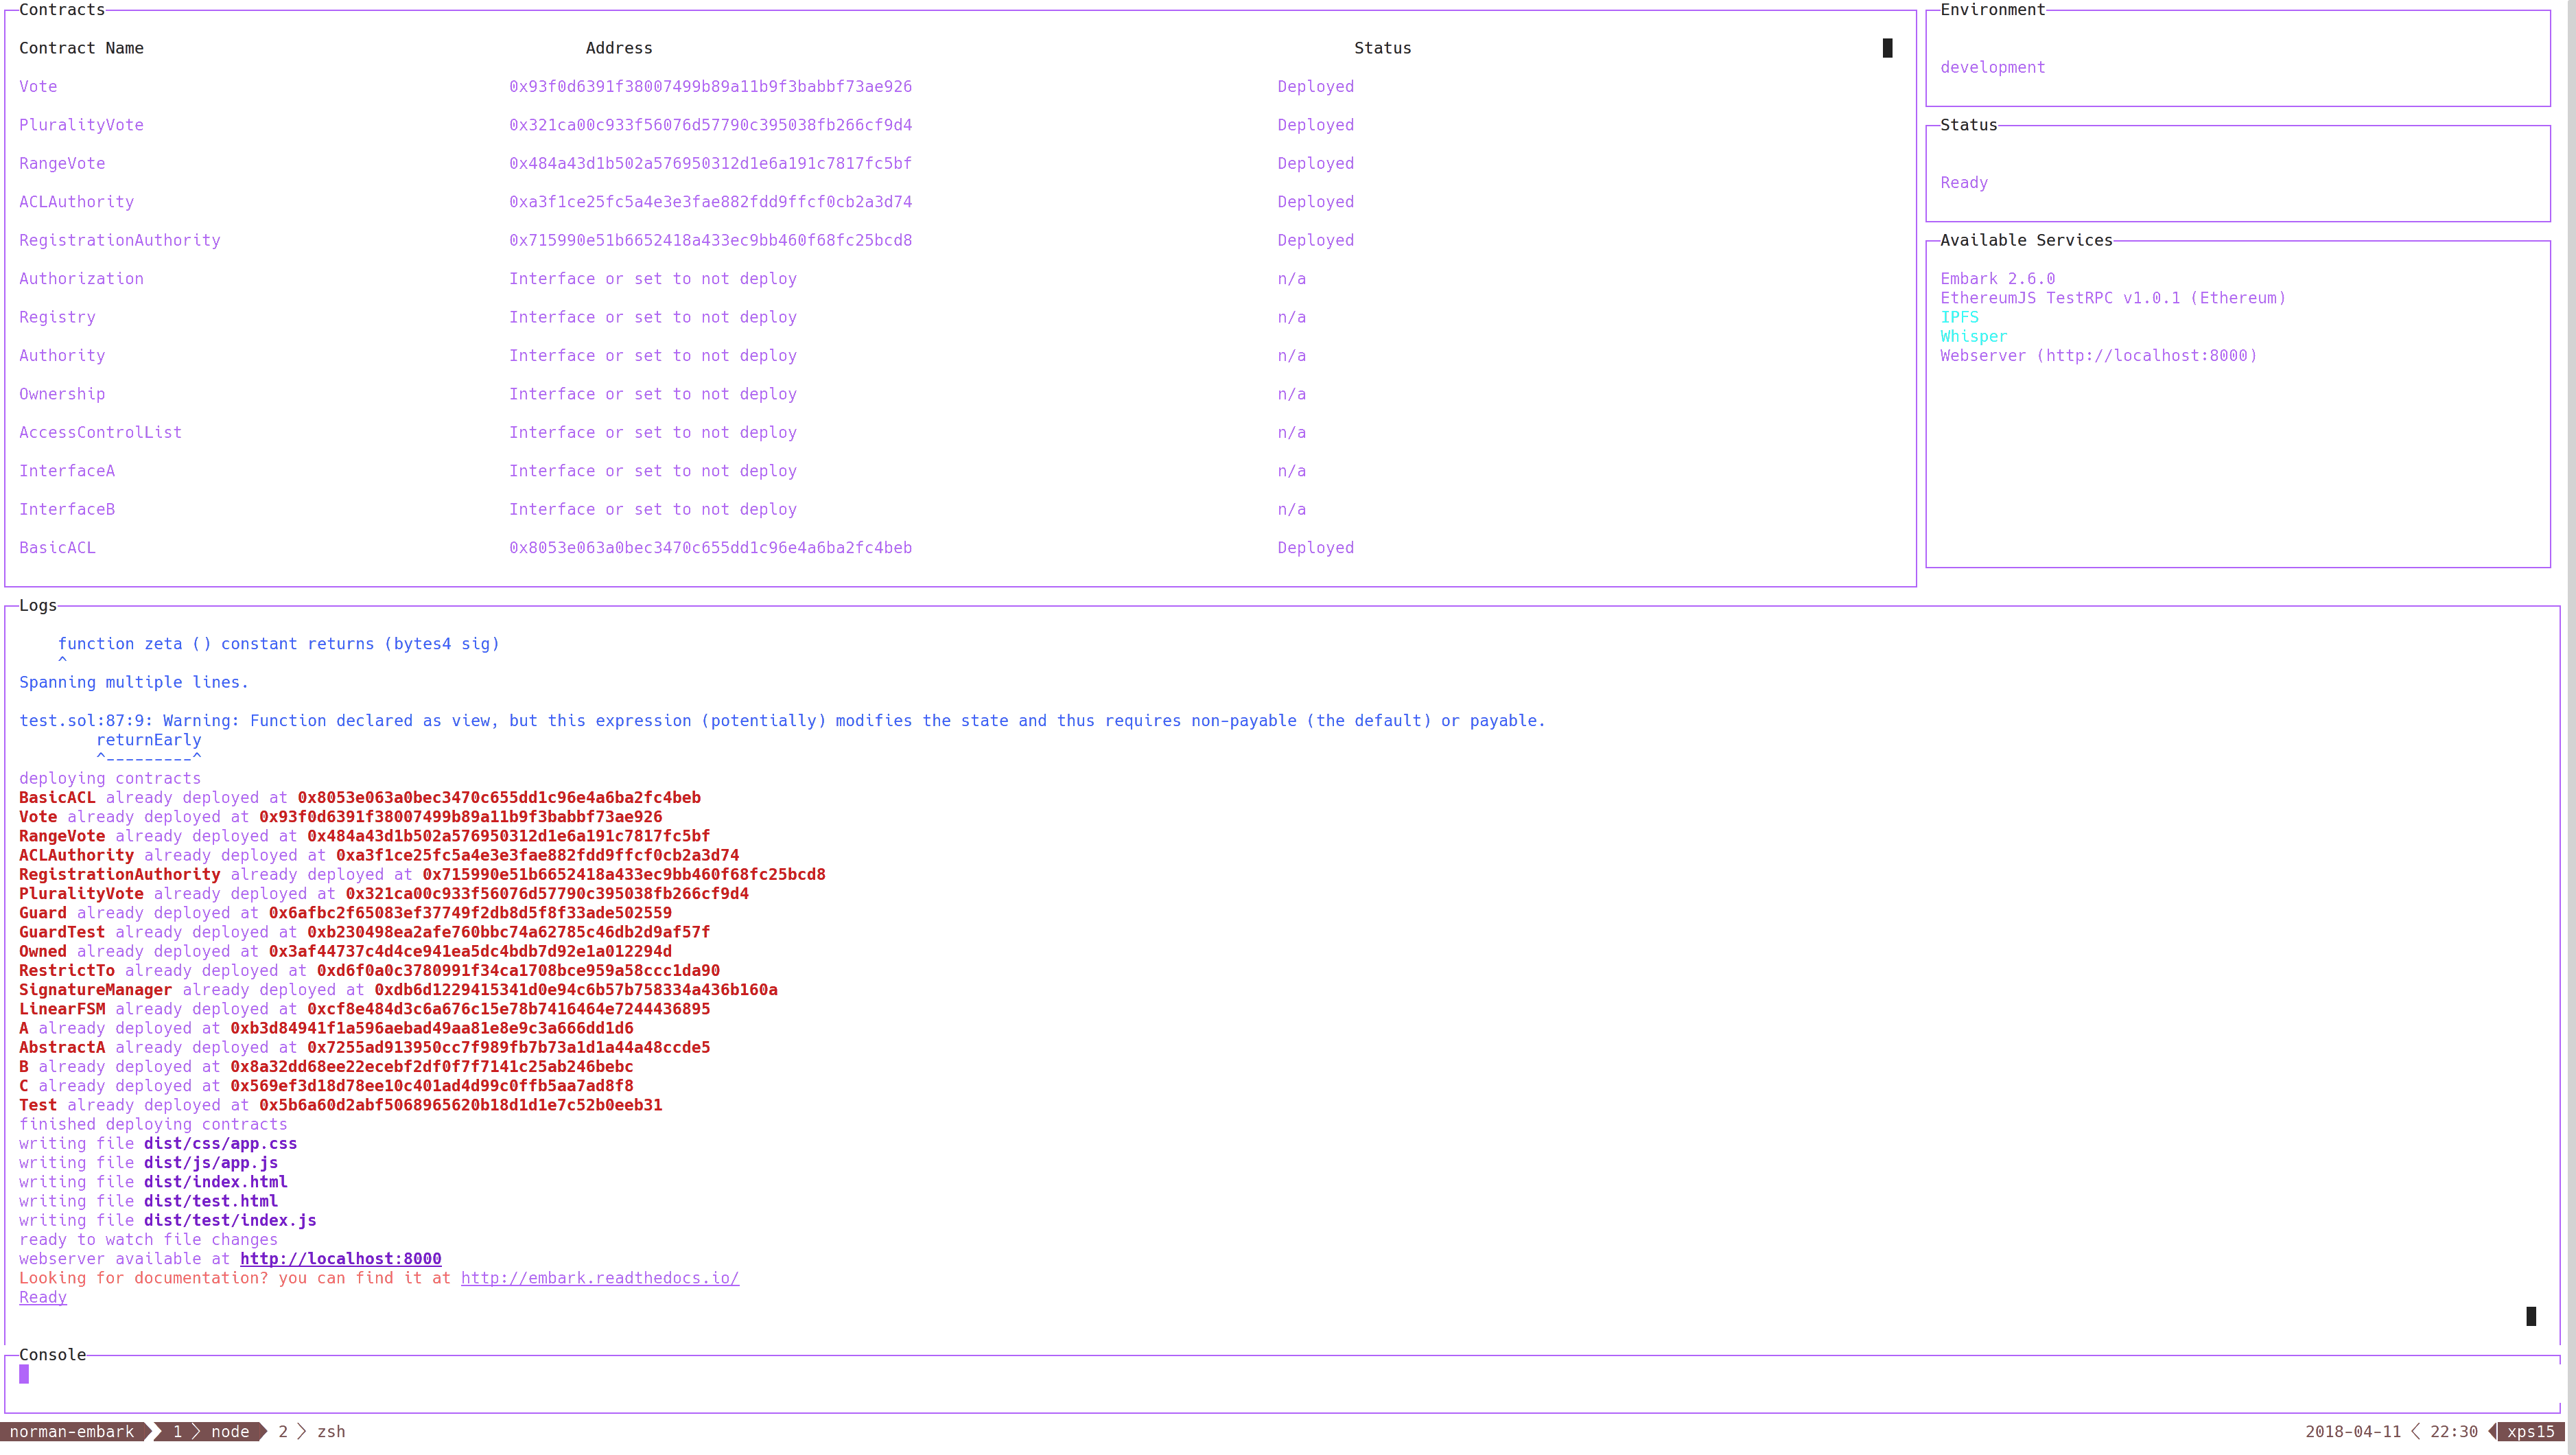 Contracts
Contract Name Address Status
Vote 0x93f0d6391f38007499b89a11b9f3babbf73ae926 Deployed
PluralityVote 0x321ca00c933f56076d57790c395038fb266cf9d4 Deployed
RangeVote 0x484a43d1b502a576950312d1e6a191c7817fc5bf Deployed
ACLAuthority 0xa3f1ce25fc5a4e3e3fae882fdd9ffcf0cb2a3d74 Deployed
RegistrationAuthority 0x715990e51b6652418a433ec9bb460f68fc25bcd8 Deployed
Authorization Interface or set to not deploy n/a
Registry Interface or set to not deploy n/a
Authority Interface or set to not deploy n/a
Ownership Interface or set to not deploy n/a
AccessControlList Interface or set to not deploy n/a
InterfaceA Interface or set to not deploy n/a
InterfaceB Interface or set to not deploy n/a
BasicACL 0x8053e063a0bec3470c655dd1c96e4a6ba2fc4beb Deployed
Environment
development
Status
Ready
Available Services
Embark 2.6.0
EthereumJS TestRPC v1.0.1 (Ethereum)
IPFS
Whisper
Webserver (http://localhost:8000)
Logs
function zeta () constant returns (bytes4 sig)
^
Spanning multiple lines.
test.sol:87:9: Warning: Function declared as view, but this expression (potentially) modifies the state and thus requires non-payable (the default) or payable.
returnEarly
^---------^
deploying contracts
BasicACL already deployed at 0x8053e063a0bec3470c655dd1c96e4a6ba2fc4beb
Vote already deployed at 0x93f0d6391f38007499b89a11b9f3babbf73ae926
RangeVote already deployed at 0x484a43d1b502a576950312d1e6a191c7817fc5bf
ACLAuthority already deployed at 0xa3f1ce25fc5a4e3e3fae882fdd9ffcf0cb2a3d74
RegistrationAuthority already deployed at 0x715990e51b6652418a433ec9bb460f68fc25bcd8
PluralityVote already deployed at 0x321ca00c933f56076d57790c395038fb266cf9d4
Guard already deployed at 0x6afbc2f65083ef37749f2db8d5f8f33ade502559
GuardTest already deployed at 0xb230498ea2afe760bbc74a62785c46db2d9af57f
Owned already deployed at 0x3af44737c4d4ce941ea5dc4bdb7d92e1a012294d
RestrictTo already deployed at 0xd6f0a0c3780991f34ca1708bce959a58ccc1da90
SignatureManager already deployed at 0xdb6d1229415341d0e94c6b57b758334a436b160a
LinearFSM already deployed at 0xcf8e484d3c6a676c15e78b7416464e7244436895
A already deployed at 0xb3d84941f1a596aebad49aa81e8e9c3a666dd1d6
AbstractA already deployed at 0x7255ad913950cc7f989fb7b73a1d1a44a48ccde5
B already deployed at 0x8a32dd68ee22ecebf2df0f7f7141c25ab246bebc
C already deployed at 0x569ef3d18d78ee10c401ad4d99c0ffb5aa7ad8f8
Test already deployed at 0x5b6a60d2abf5068965620b18d1d1e7c52b0eeb31
finished deploying contracts
writing file dist/css/app.css
writing file dist/js/app.js
writing file dist/index.html
writing file dist/test.html
writing file dist/test/index.js
ready to watch file changes
webserver available at http://localhost:8000
Looking for documentation? you can find it at http://embark.readthedocs.io/
Ready
Console
norman-embark 1 node 2 zsh 2018-04-11 22:30 xps15